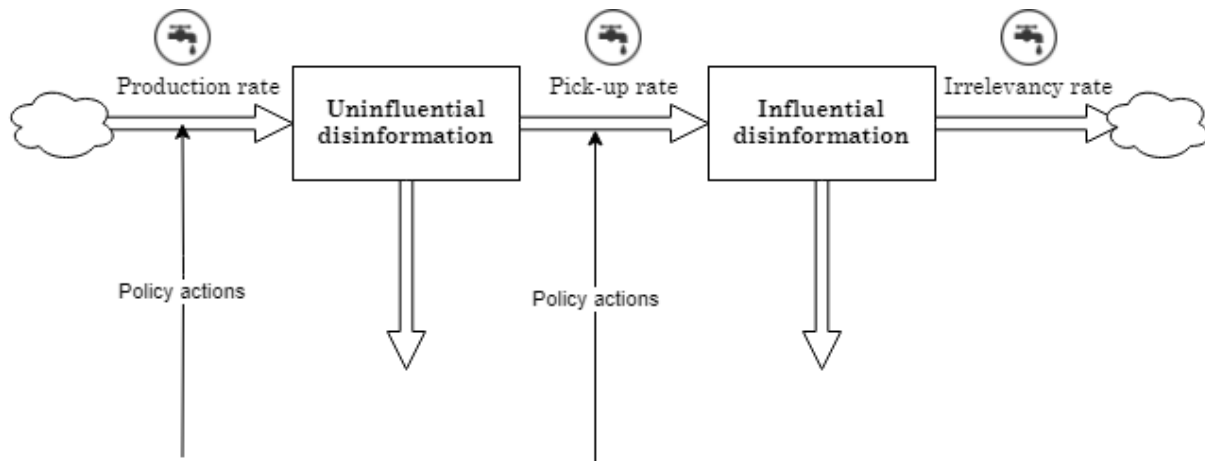 Production rate
Pick-up rate
Irrelevancy rate
Uninfluential
disinformation
Influential
disinformation
Policy actions
Policy actions